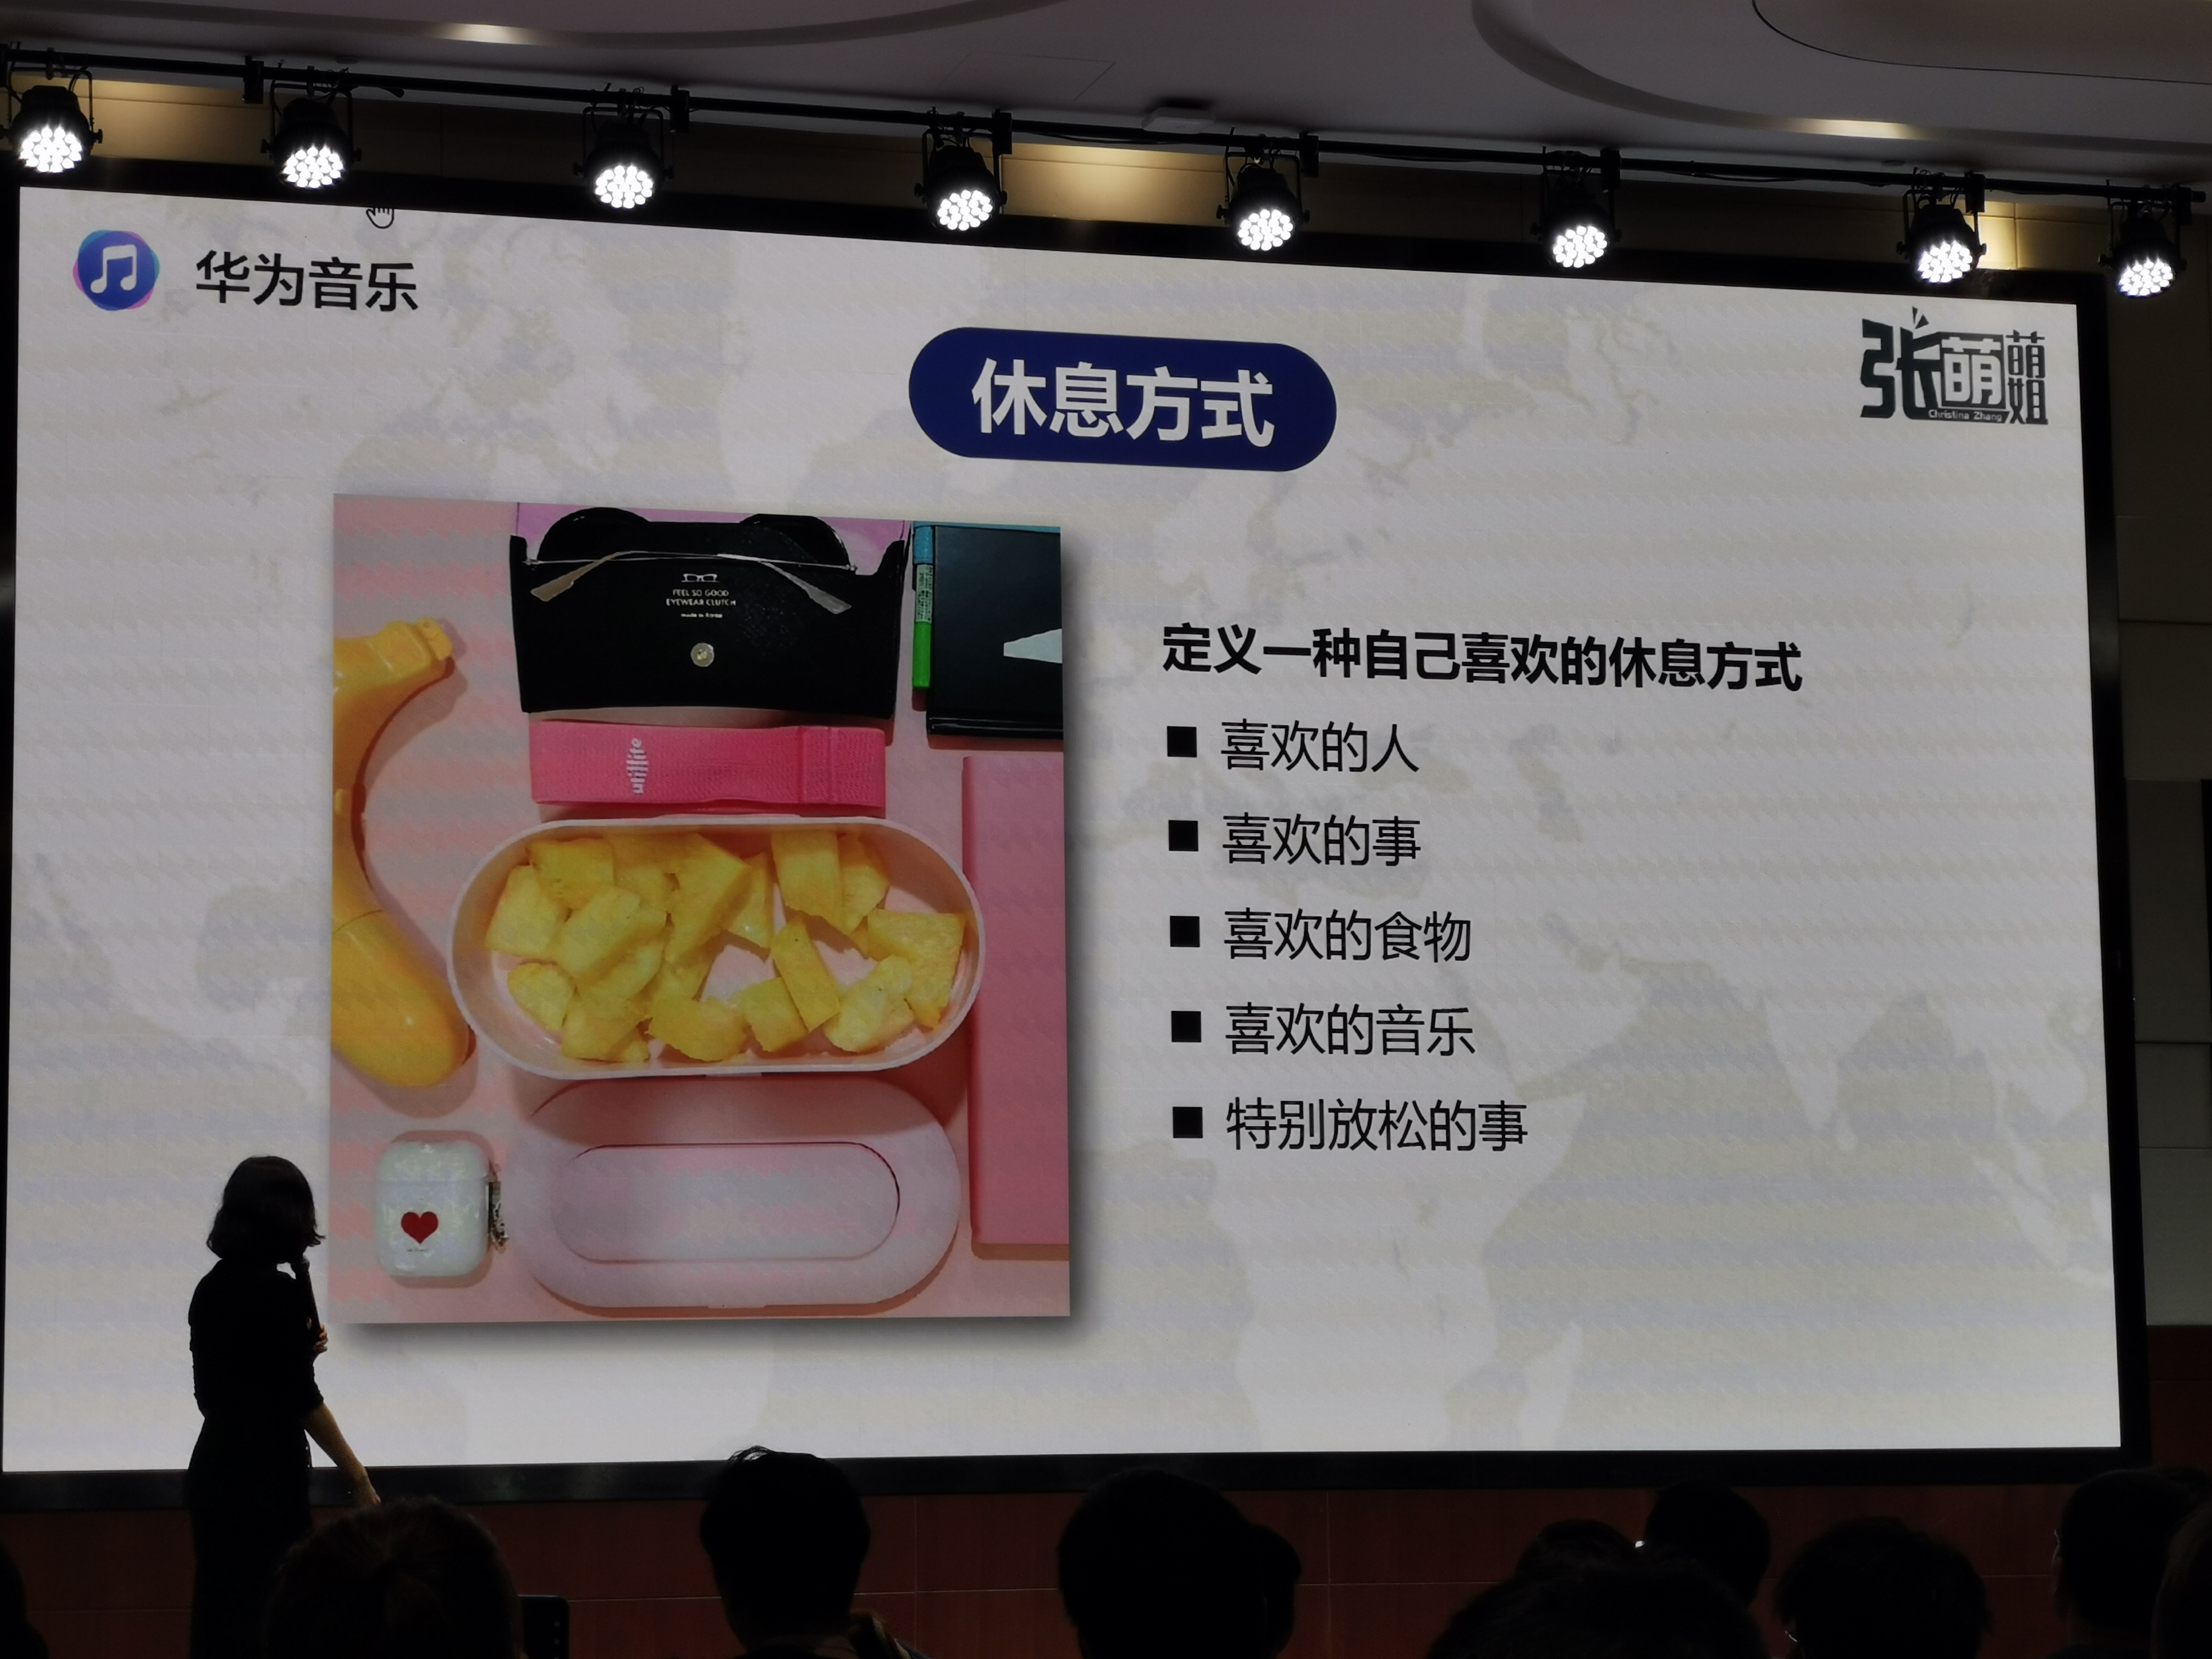 华为音乐
张萌萌姐
Christina Zhang
休息方式
FEEL SO GOOD
EYEWEAR CLUTCH
made in Korea
utillite
定义一种自己喜欢的休息方式
■ 喜欢的人
■ 喜欢的事
■ 喜欢的食物
■ 喜欢的音乐
■ 特别放松的事